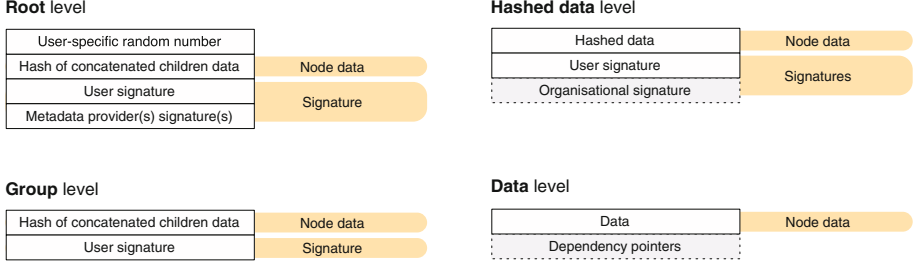 Root level
User-specific random number
Hash of concatenated children data
Node data
User signature
Signature
Metadata provider(s) signature(s)
Hashed data level
Hashed data
Node data
User signature
Signatures
Organisational signature
Group level
Hash of concatenated children data
Node data
User signature
Signature
Data level
Data
Node data
Dependency pointers